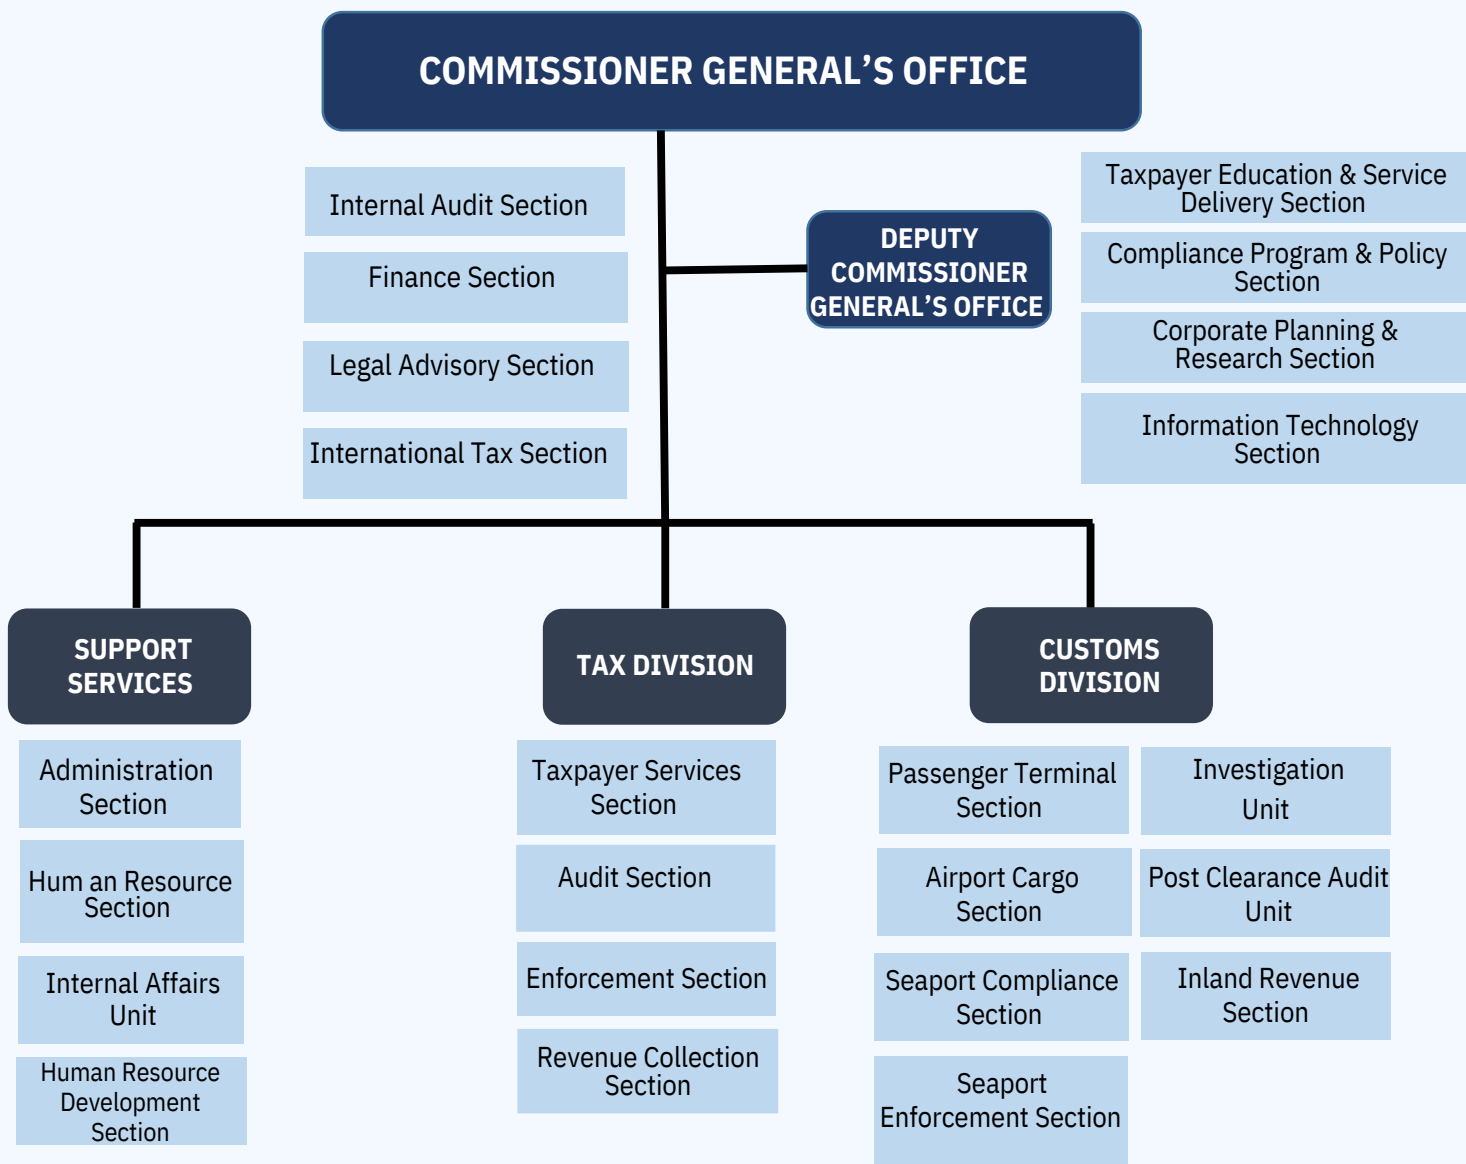 COMMISSIONER GENERAL’S OFFICE
Internal Audit Section
Finance Section
Legal Advisory Section
International Tax Section
DEPUTY
COMMISSIONER
GENERAL’S OFFICE
Taxpayer Education & Service
Delivery Section
Compliance Program & Policy
Section
Corporate Planning &
Research Section
Information Technology
Section
SUPPORT
SERVICES
Administration
Section
Hum an Resource
Section
Internal Affairs
Unit
Human Resource
Development
Section
TAX DIVISION
Taxpayer Services
Section
Audit Section
Enforcement Section
Revenue Collection
Section
CUSTOMS
DIVISION
Passenger Terminal
Section
Airport Cargo
Section
Seaport Compliance
Section
Seaport
Enforcement Section
Investigation
Unit
Post Clearance Audit
Unit
Inland Revenue
Section